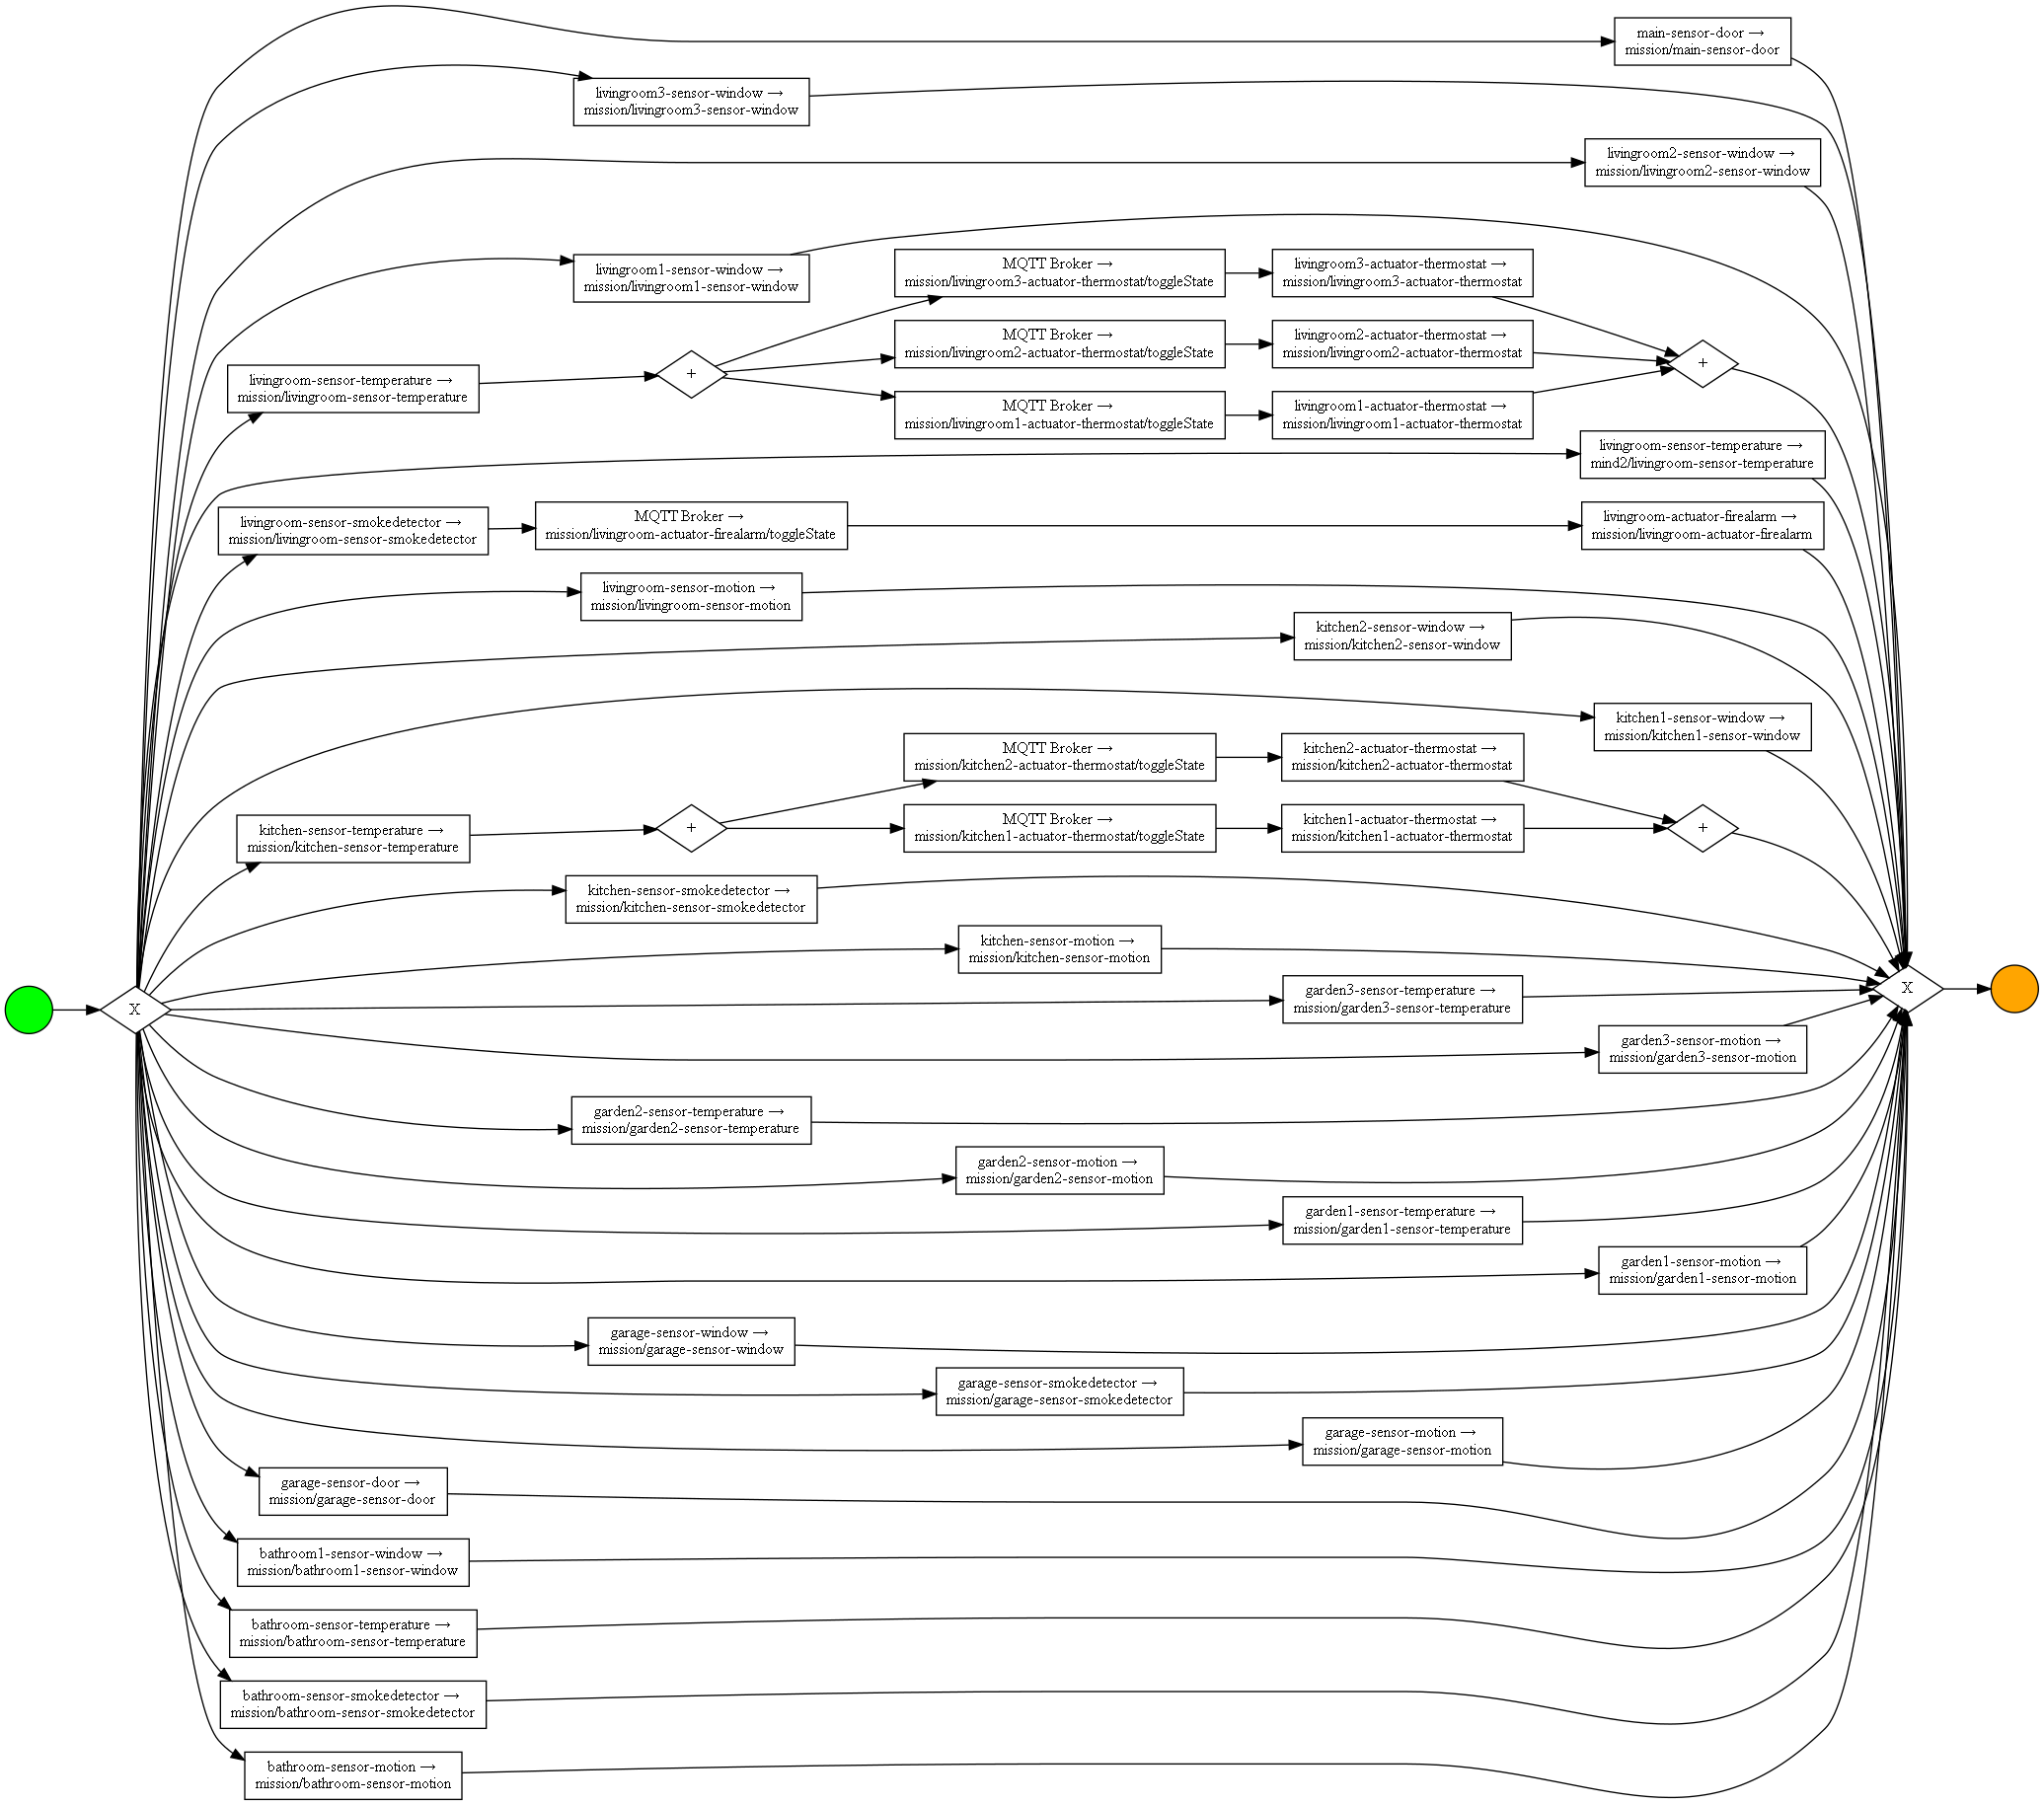 main-sensor-door →
mission/main-sensor-door
livingroom3-sensor-window →
mission/livingroom3-sensor-window
livingroom2-sensor-window →
mission/livingroom2-sensor-window
livingroom1-sensor-window →
mission/livingroom1-sensor-window
MQTT Broker →
mission/livingroom3-actuator-thermostat/toggleState
livingroom3-actuator-thermostat →
mission/livingroom3-actuator-thermostat
MQTT Broker →
mission/livingroom2-actuator-thermostat/toggleState
livingroom2-actuator-thermostat →
mission/livingroom2-actuator-thermostat
livingroom-sensor-temperature →
mission/livingroom-sensor-temperature
+
+
MQTT Broker →
mission/livingroom1-actuator-thermostat/toggleState
livingroom1-actuator-thermostat →
mission/livingroom1-actuator-thermostat
livingroom-sensor-temperature →
mind2/livingroom-sensor-temperature
livingroom-sensor-smokedetector →
mission/livingroom-sensor-smokedetector
MQTT Broker →
mission/livingroom-actuator-firealarm/toggleState
livingroom-actuator-firealarm →
mission/livingroom-actuator-firealarm
livingroom-sensor-motion →
mission/livingroom-sensor-motion
kitchen2-sensor-window →
mission/kitchen2-sensor-window
kitchen1-sensor-window →
mission/kitchen1-sensor-window
MQTT Broker →
mission/kitchen2-actuator-thermostat/toggleState
kitchen2-actuator-thermostat →
mission/kitchen2-actuator-thermostat
kitchen-sensor-temperature →
mission/kitchen-sensor-temperature
+
MQTT Broker →
mission/kitchen1-actuator-thermostat/toggleState
kitchen1-actuator-thermostat →
mission/kitchen1-actuator-thermostat
+
kitchen-sensor-smokedetector →
mission/kitchen-sensor-smokedetector
kitchen-sensor-motion →
mission/kitchen-sensor-motion
X
garden3-sensor-temperature →
mission/garden3-sensor-temperature
X
garden3-sensor-motion →
mission/garden3-sensor-motion
garden2-sensor-temperature →
mission/garden2-sensor-temperature
garden2-sensor-motion →
mission/garden2-sensor-motion
garden1-sensor-temperature →
mission/garden1-sensor-temperature
garden1-sensor-motion →
mission/garden1-sensor-motion
garage-sensor-window →
mission/garage-sensor-window
garage-sensor-smokedetector →
mission/garage-sensor-smokedetector
garage-sensor-motion →
mission/garage-sensor-motion
garage-sensor-door →
mission/garage-sensor-door
bathroom1-sensor-window →
mission/bathroom1-sensor-window
bathroom-sensor-temperature →
mission/bathroom-sensor-temperature
bathroom-sensor-smokedetector →
mission/bathroom-sensor-smokedetector
bathroom-sensor-motion →
mission/bathroom-sensor-motion